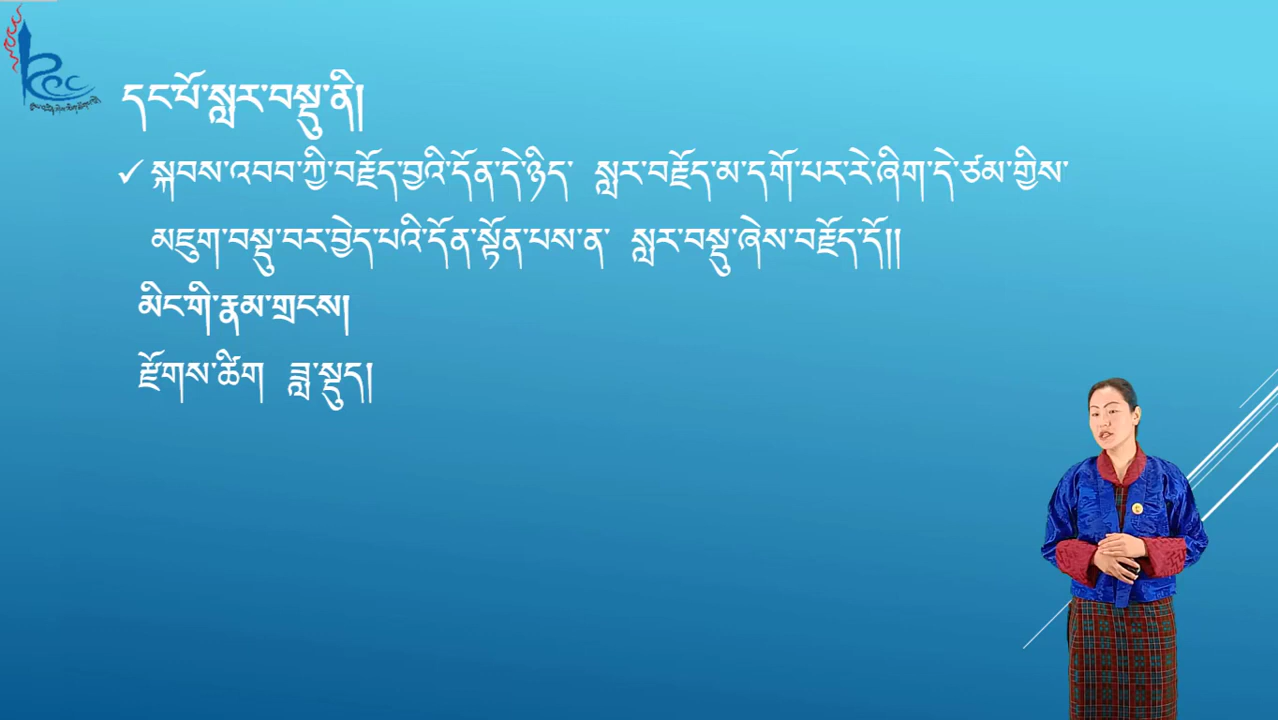 དང་པོ་སླར་བསྡུ་ནི།
✓ སྐབས་འབབ་ཀྱི་བརྗོད་བྱའི་དོན་དེ་ཉིད་ སླར་བརྗོད་མ་དགོ་པར་རེ་ཞིག་དེ་ཙམ་གྱིས་
མཇུག་བསྡུ་བར་བྱེད་པའི་དོན་སྟོན་པས་ན་ སླར་བསྡུ་ཞེས་བརྗོད་དོ།།
མིང་གི་རྣམ་གྲངས།
རྫོགས་ཚིག ཟླ་སྡུད།